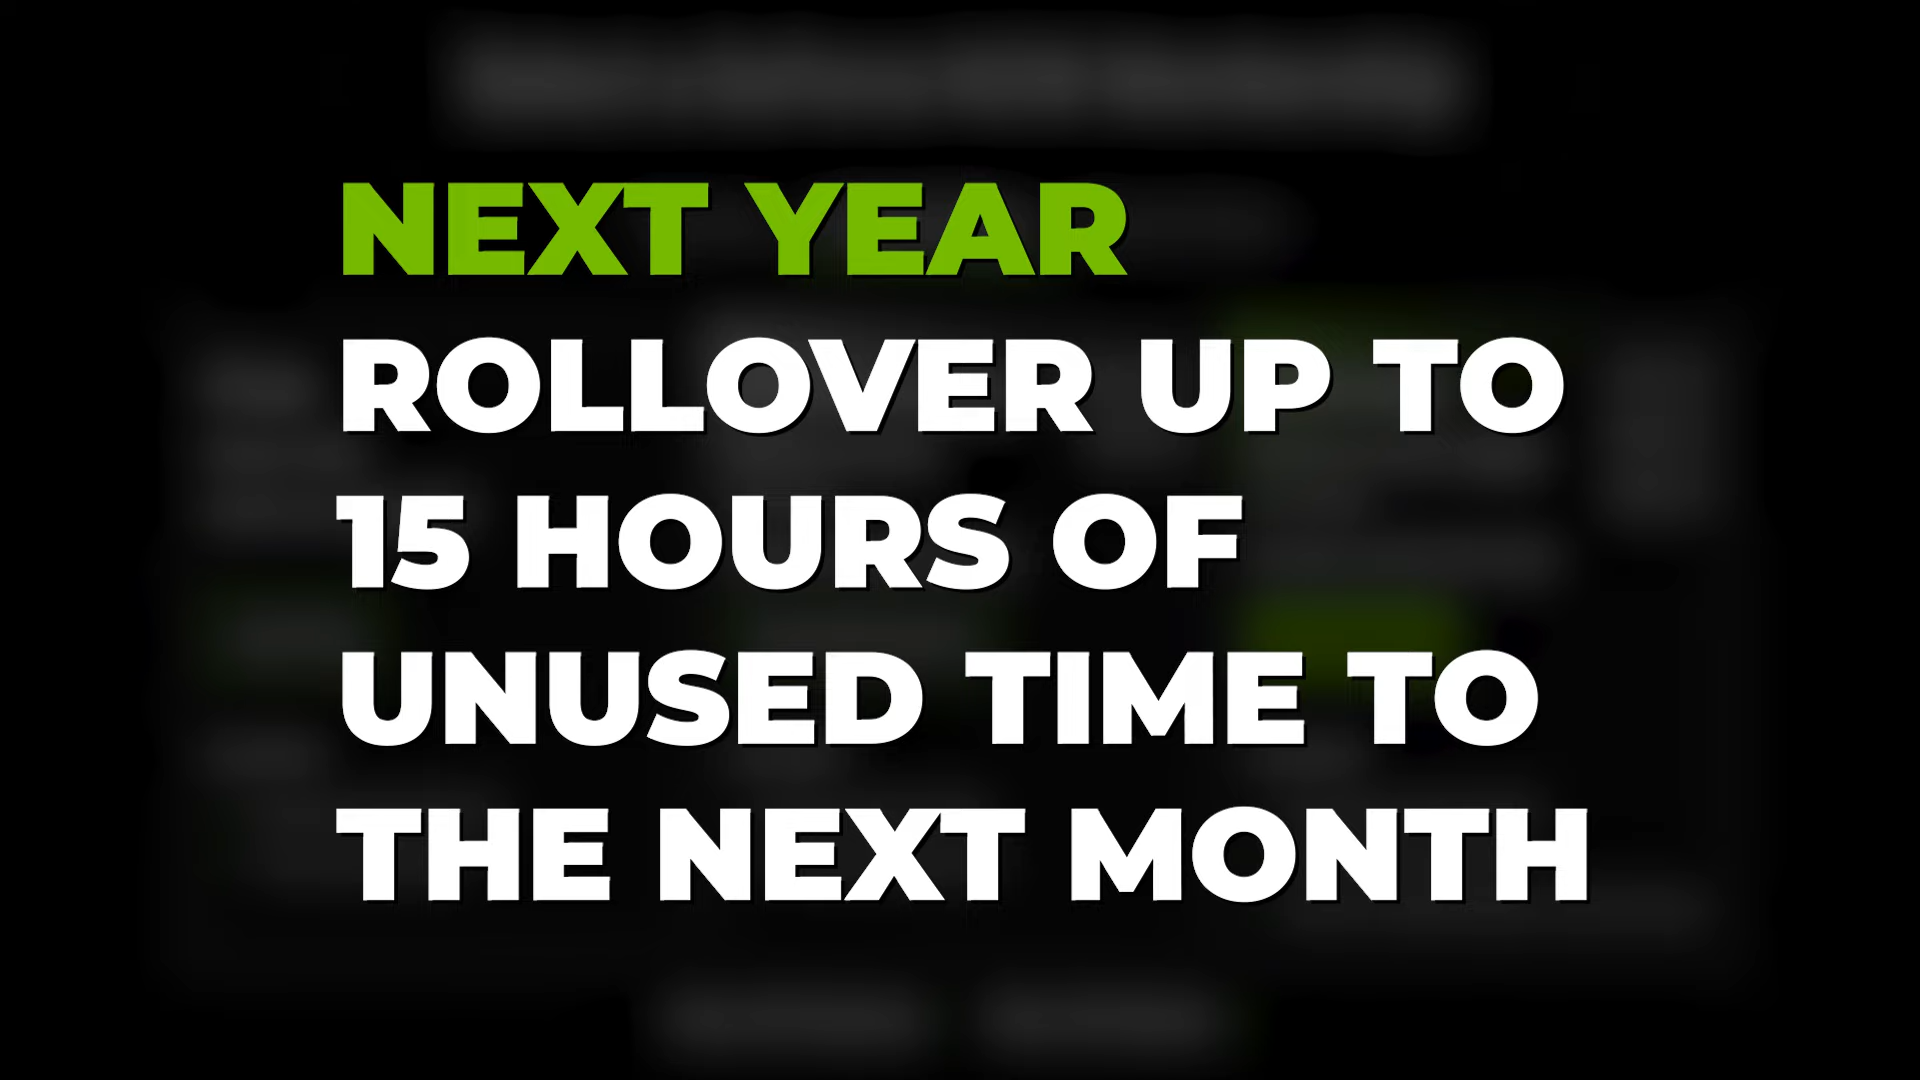 NEXT YEAR
ROLLOVER UP TO
15 HOURS OF
UNUSED TIME TO
THE NEXT MONTH